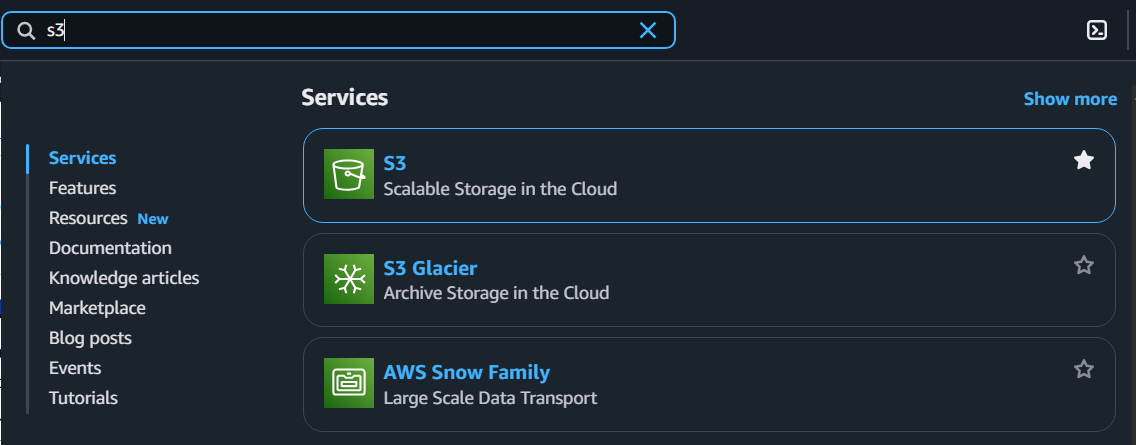 s3
Services
Show more
Services
Features
Resources New
Documentation
Knowledge articles
Marketplace
Blog posts
Events
Tutorials
S3
Scalable Storage in the Cloud
S3 Glacier
Archive Storage in the Cloud
AWS Snow Family
Large Scale Data Transport